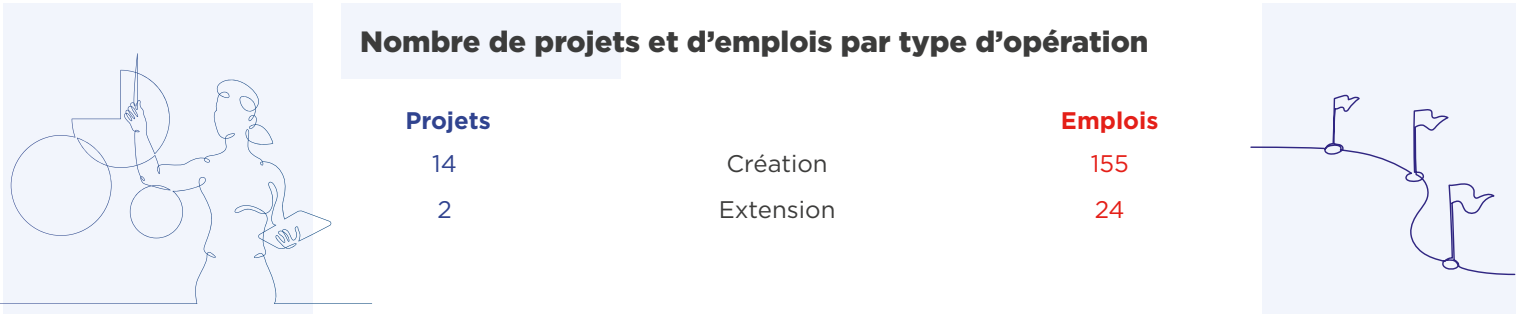 Nombre de projets et d’emplois par type d’opération
Projets Emplois
14 Création 155
2 Extension 24